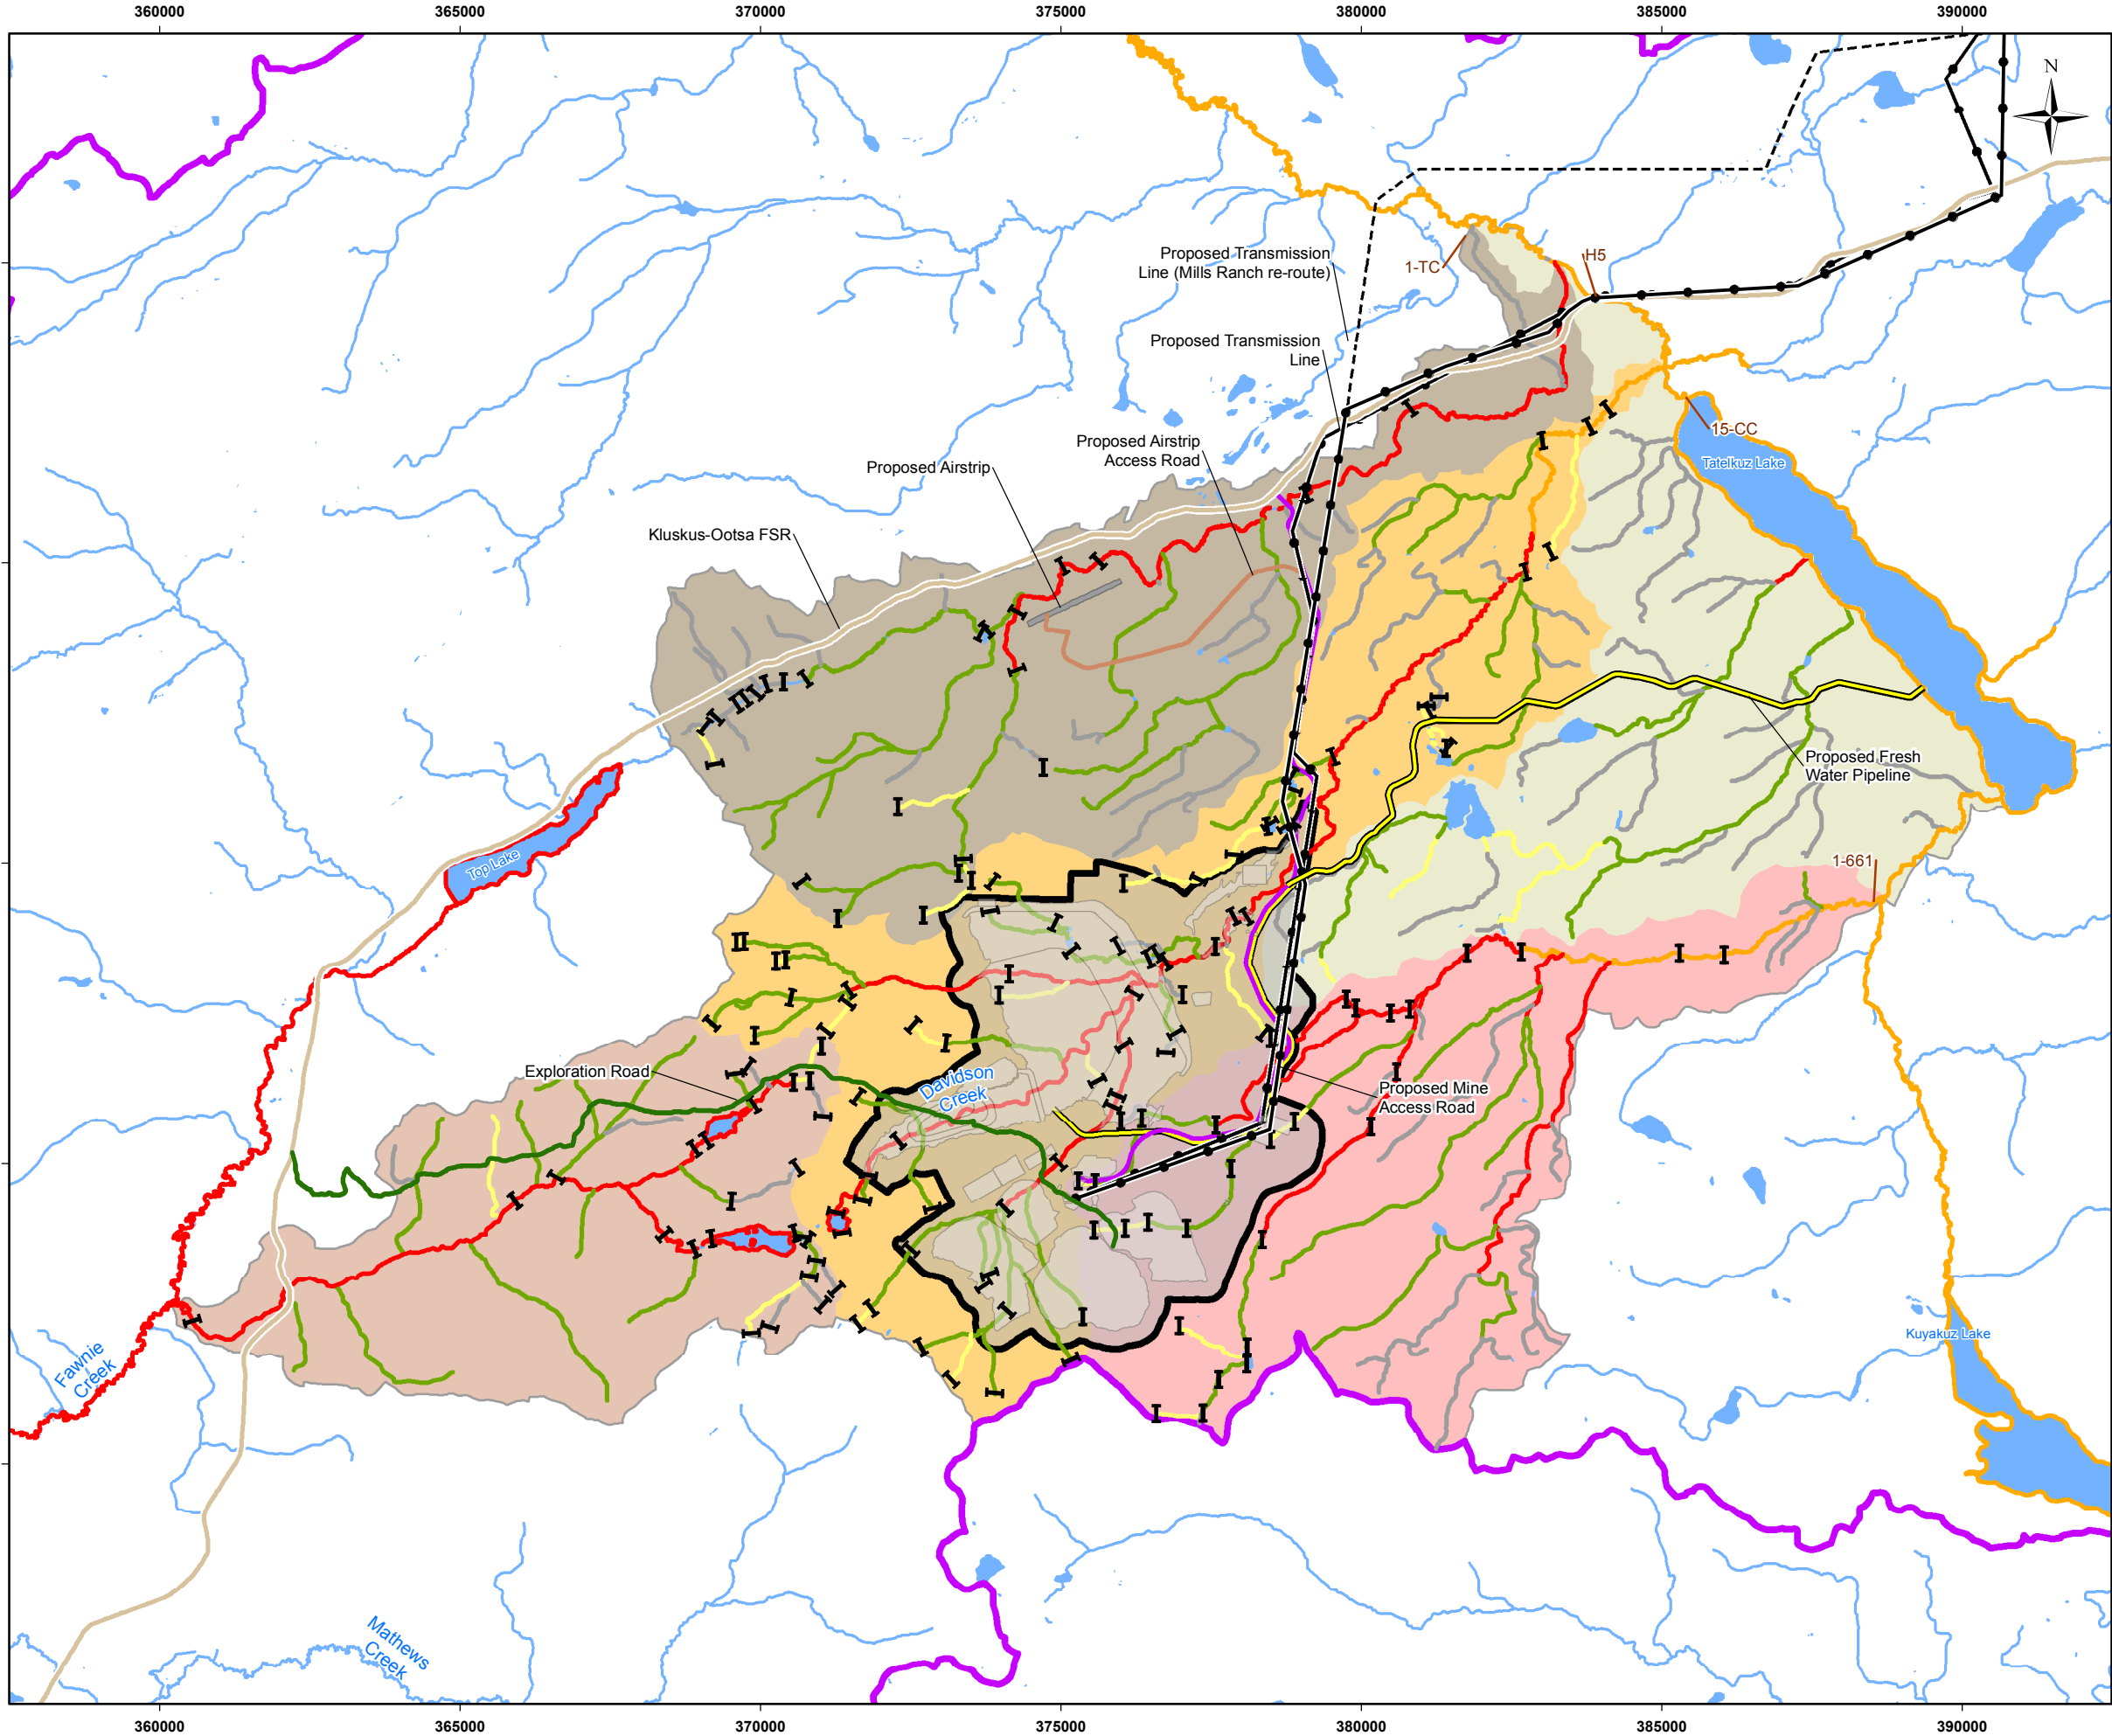 360000 365000 370000 375000 380000 385000 390000
N
Proposed Transmission
Line (Mills Ranch re-route)
1-TC
H5
Proposed Transmission
Line
15-CC
Proposed Airstrip
Access Road
Tatelkuz Lake
Proposed Airstrip
Kluskus-Ootsa FSR
Proposed Fresh
Water Pipeline
Top Lake
1-661
Exploration Road
Davidson
Creek
Proposed Mine
Access Road
Kuyakuz Lake
Fawnie
Creek
Mathews
Creek
360000 365000 370000 375000 380000 385000 390000